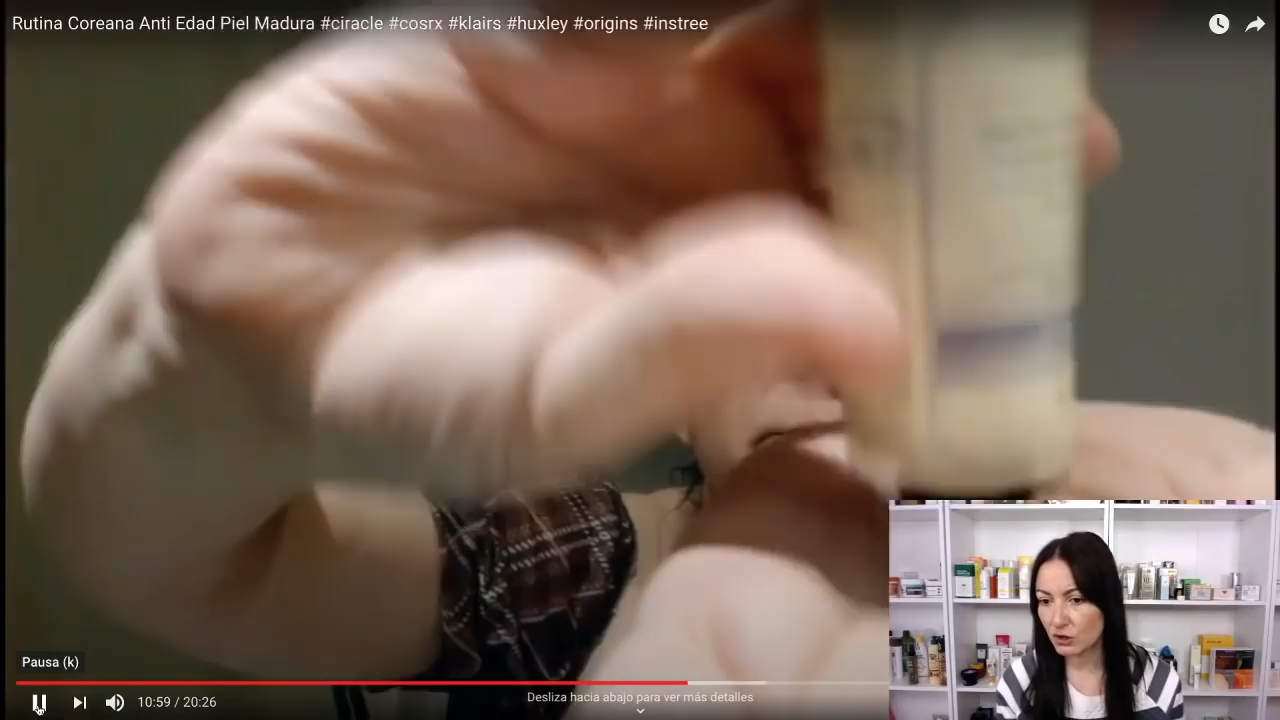 Rutina Coreana Anti Edad Piel Madura #ciracle #cosrx #klairs #huxley #origins #instree
Pausa (k)
10:59 / 20:26
Desliza hacia abajo para ver más detalles